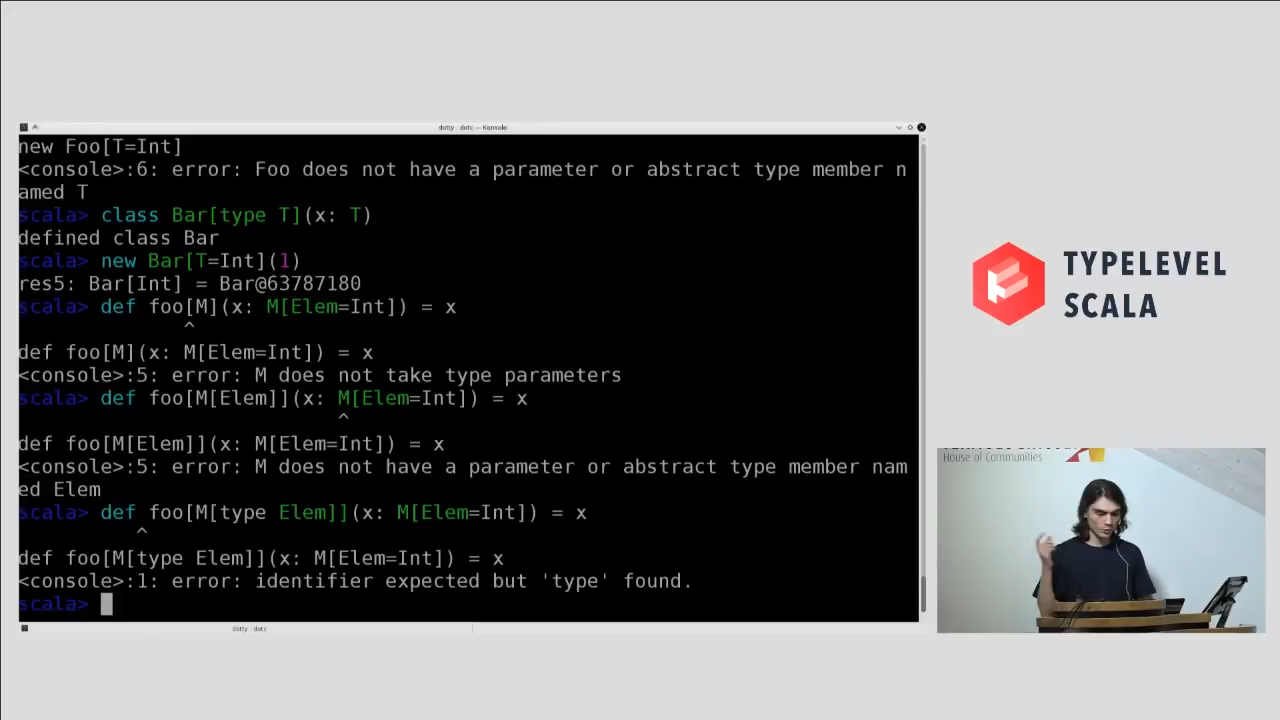 dotty : dotc — Konsole
new Foo[T=Int]
<console>:6: error: Foo does not have a parameter or abstract type member n
amed T
scala> class Bar[type T](x: T)
defined class Bar
scala> new Bar[T=Int](1)
res5: Bar[Int] = Bar@63787180
scala> def foo[M](x: M[Elem=Int]) = x
^
def foo[M](x: M[Elem=Int]) = x
<console>:5: error: M does not take type parameters
scala> def foo[M[Elem]](x: M[Elem=Int]) = x
^
def foo[M[Elem]](x: M[Elem=Int]) = x
<console>:5: error: M does not have a parameter or abstract type member nam
ed Elem
scala> def foo[M[type Elem]](x: M[Elem=Int]) = x
^
def foo[M[type Elem]](x: M[Elem=Int]) = x
<console>:1: error: identifier expected but 'type' found.
scala>
dotty : dotc
TYPELEVEL
SCALA
House of Communities